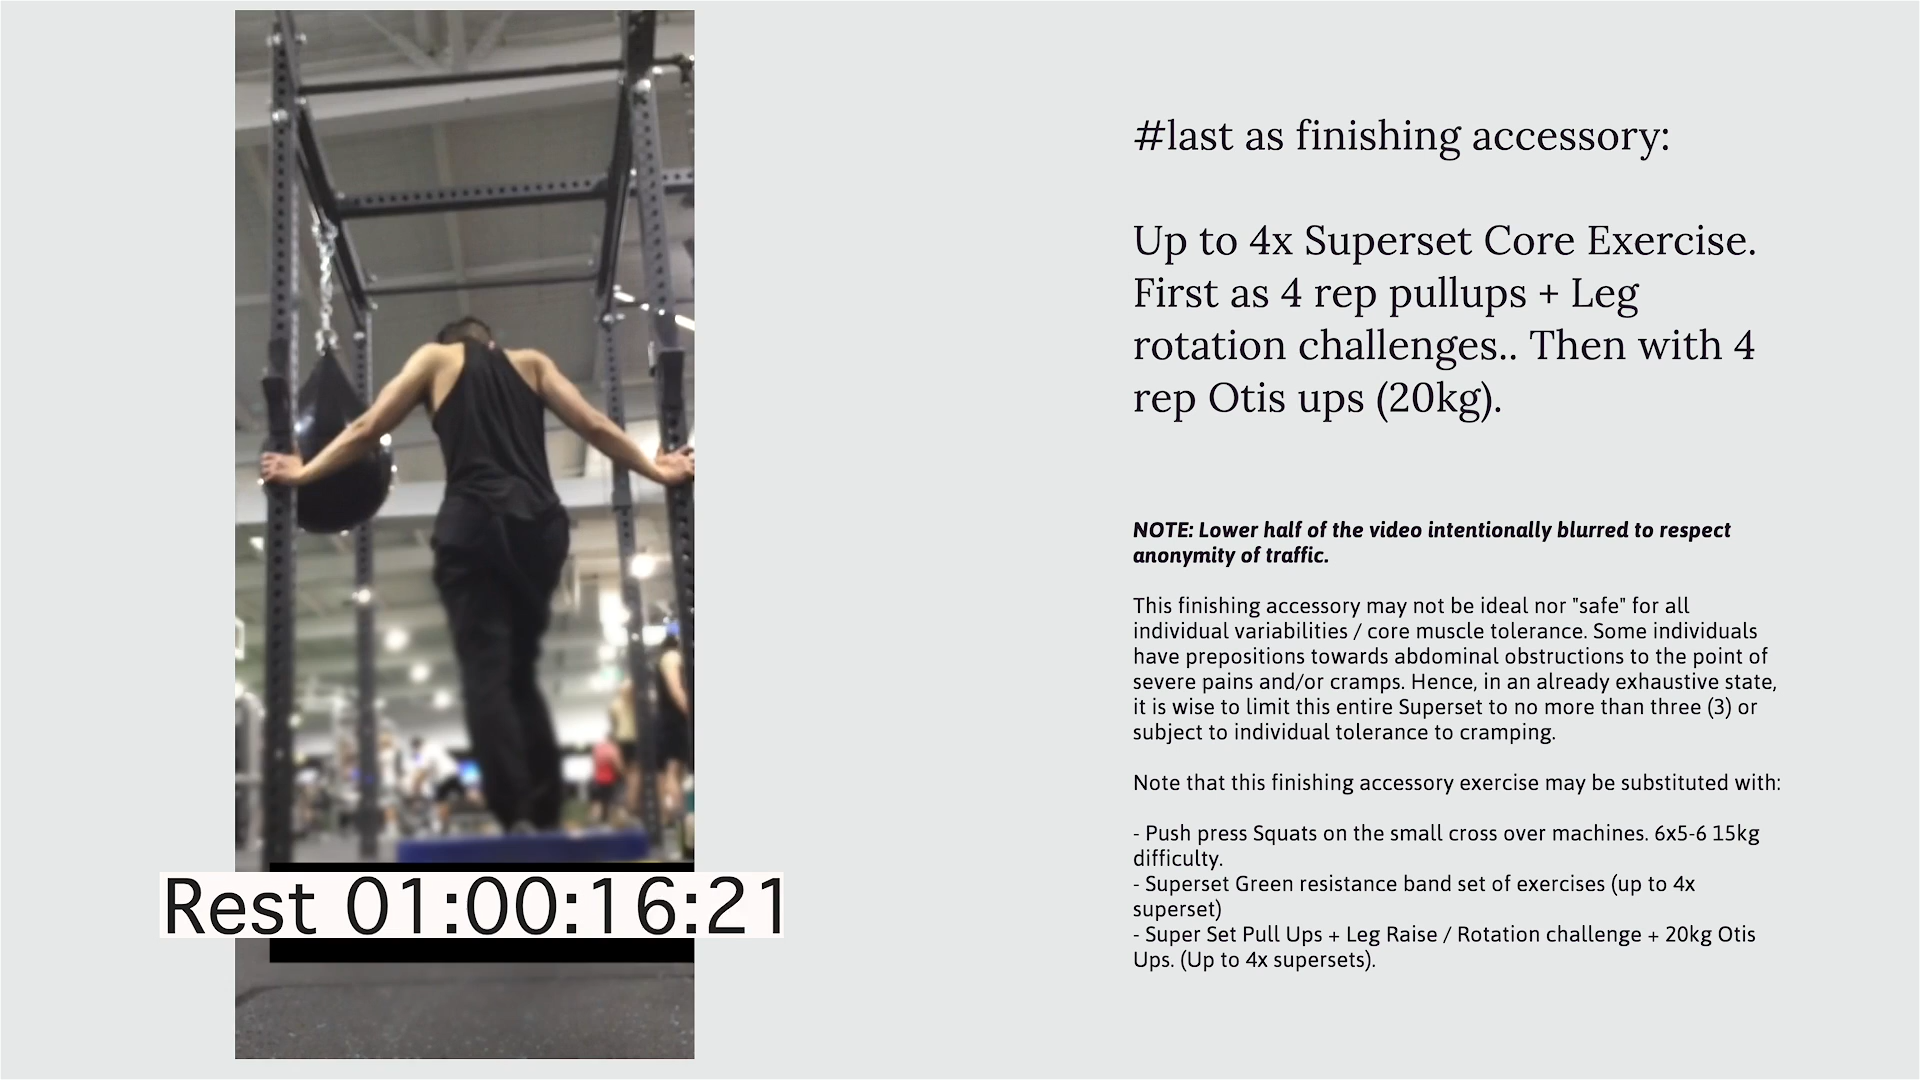 #last as finishing accessory:
Up to 4x Superset Core Exercise.
First as 4 rep pullups + Leg
rotation challenges.. Then with 4
rep Otis ups (20kg).
NOTE: Lower half of the video intentionally blurred to respect
anonymity of traffic.
This finishing accessory may not be ideal nor "safe" for all
individual variabilities / core muscle tolerance. Some individuals
have prepositions towards abdominal obstructions to the point of
severe pains and/or cramps. Hence, in an already exhaustive state,
it is wise to limit this entire Superset to no more than three (3) or
subject to individual tolerance to cramping.
Note that this finishing accessory exercise may be substituted with:
- Push press Squats on the small cross over machines. 6x5-6 15kg
difficulty.
- Superset Green resistance band set of exercises (up to 4x
superset)
- Super Set Pull Ups + Leg Raise / Rotation challenge + 20kg Otis
Ups. (Up to 4x supersets).
Rest 01:00:16:21